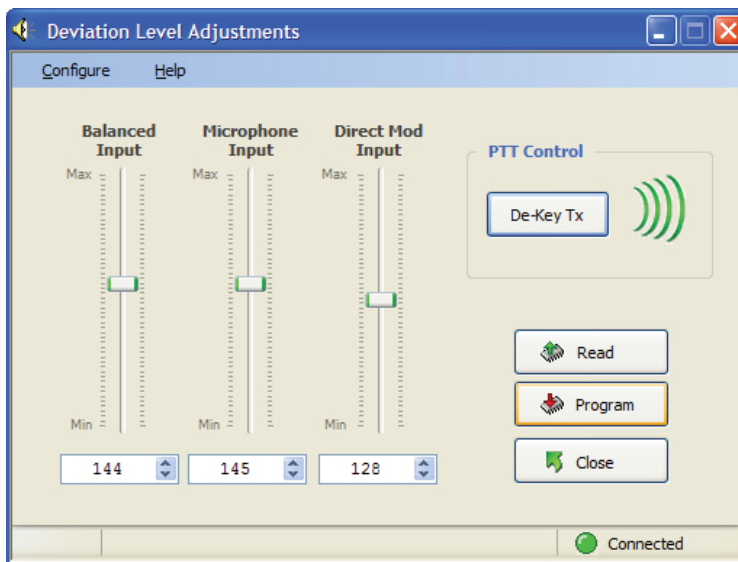 Deviation Level Adjustments
Configure Help
Balanced Input
Microphone Input
Direct Mod Input
Max
Max
Max
Min
Min
Min
144
145
128
PTT Control
De-Key Tx
Read
Program
Close
Connected